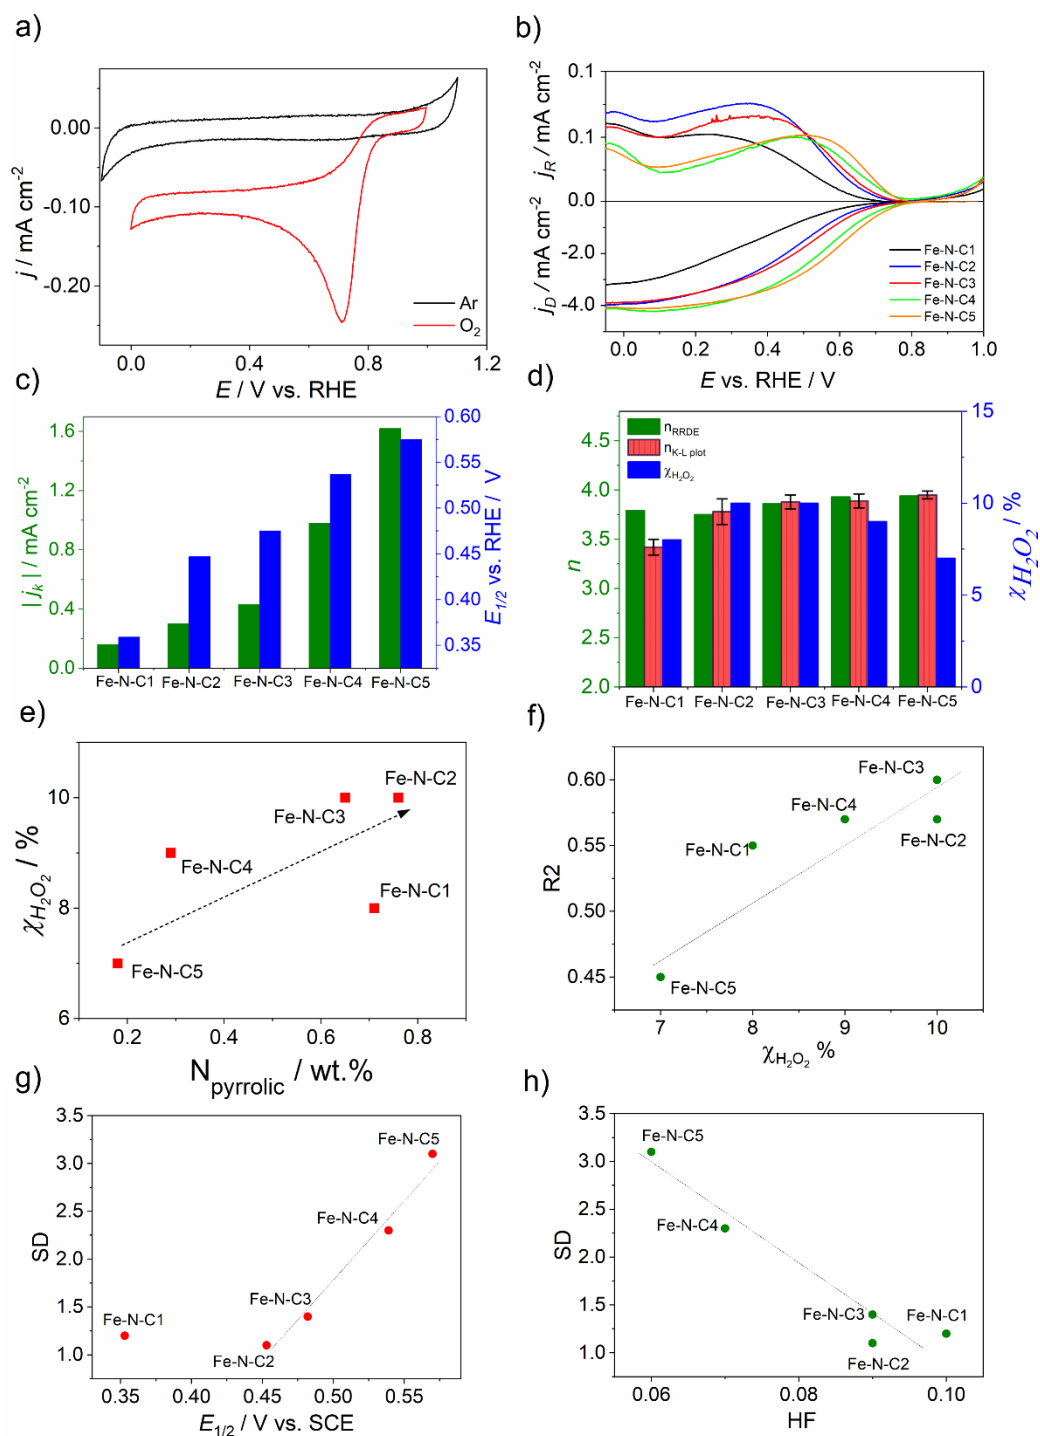 a)
0.00
-0.10
-0.20
j / mA cm-2
Ar
O2
0.0
0.4
0.8
1.2
E / V vs. RHE
b)
0.1
0.1
0.0
-2.0
-4.0
jD / mA cm-2 jR / mA cm-2
Fe-N-C1
Fe-N-C2
Fe-N-C3
Fe-N-C4
Fe-N-C5
0.0 0.2 0.4 0.6 0.8 1.0
E vs. RHE / V
c)
1.6
1.2
0.8
0.4
0.0
| jk | / mA cm-2
0.60
0.55
0.50
0.45
0.40
0.35
E1/2 vs. RHE / V
Fe-N-C1 Fe-N-C2 Fe-N-C3 Fe-N-C4 Fe-N-C5
d)
nRRDE
nK-L plot
χH2O2
4.5
4.0
3.5
3.0
2.5
2.0
n
15
10
5
0
χH2O2 / %
Fe-N-C1 Fe-N-C2 Fe-N-C3 Fe-N-C4 Fe-N-C5
e)
10
8
6
χH2O2 / %
Fe-N-C2
Fe-N-C3
Fe-N-C4
Fe-N-C1
Fe-N-C5
0.2 0.4 0.6 0.8
Npyrrolic / wt.%
f)
0.60
0.55
0.50
0.45
R2
Fe-N-C3
Fe-N-C4
Fe-N-C2
Fe-N-C1
Fe-N-C5
7 8 9 10
χH2O2 %
g)
3.5
3.0
2.5
2.0
1.5
1.0
SD
Fe-N-C5
Fe-N-C4
Fe-N-C3
Fe-N-C1
Fe-N-C2
0.35 0.40 0.45 0.50 0.55
E1/2 / V vs. SCE
h)
3.5
3.0
2.5
2.0
1.5
1.0
SD
Fe-N-C5
Fe-N-C4
Fe-N-C3
Fe-N-C1
Fe-N-C2
0.06 0.08 0.10
HF